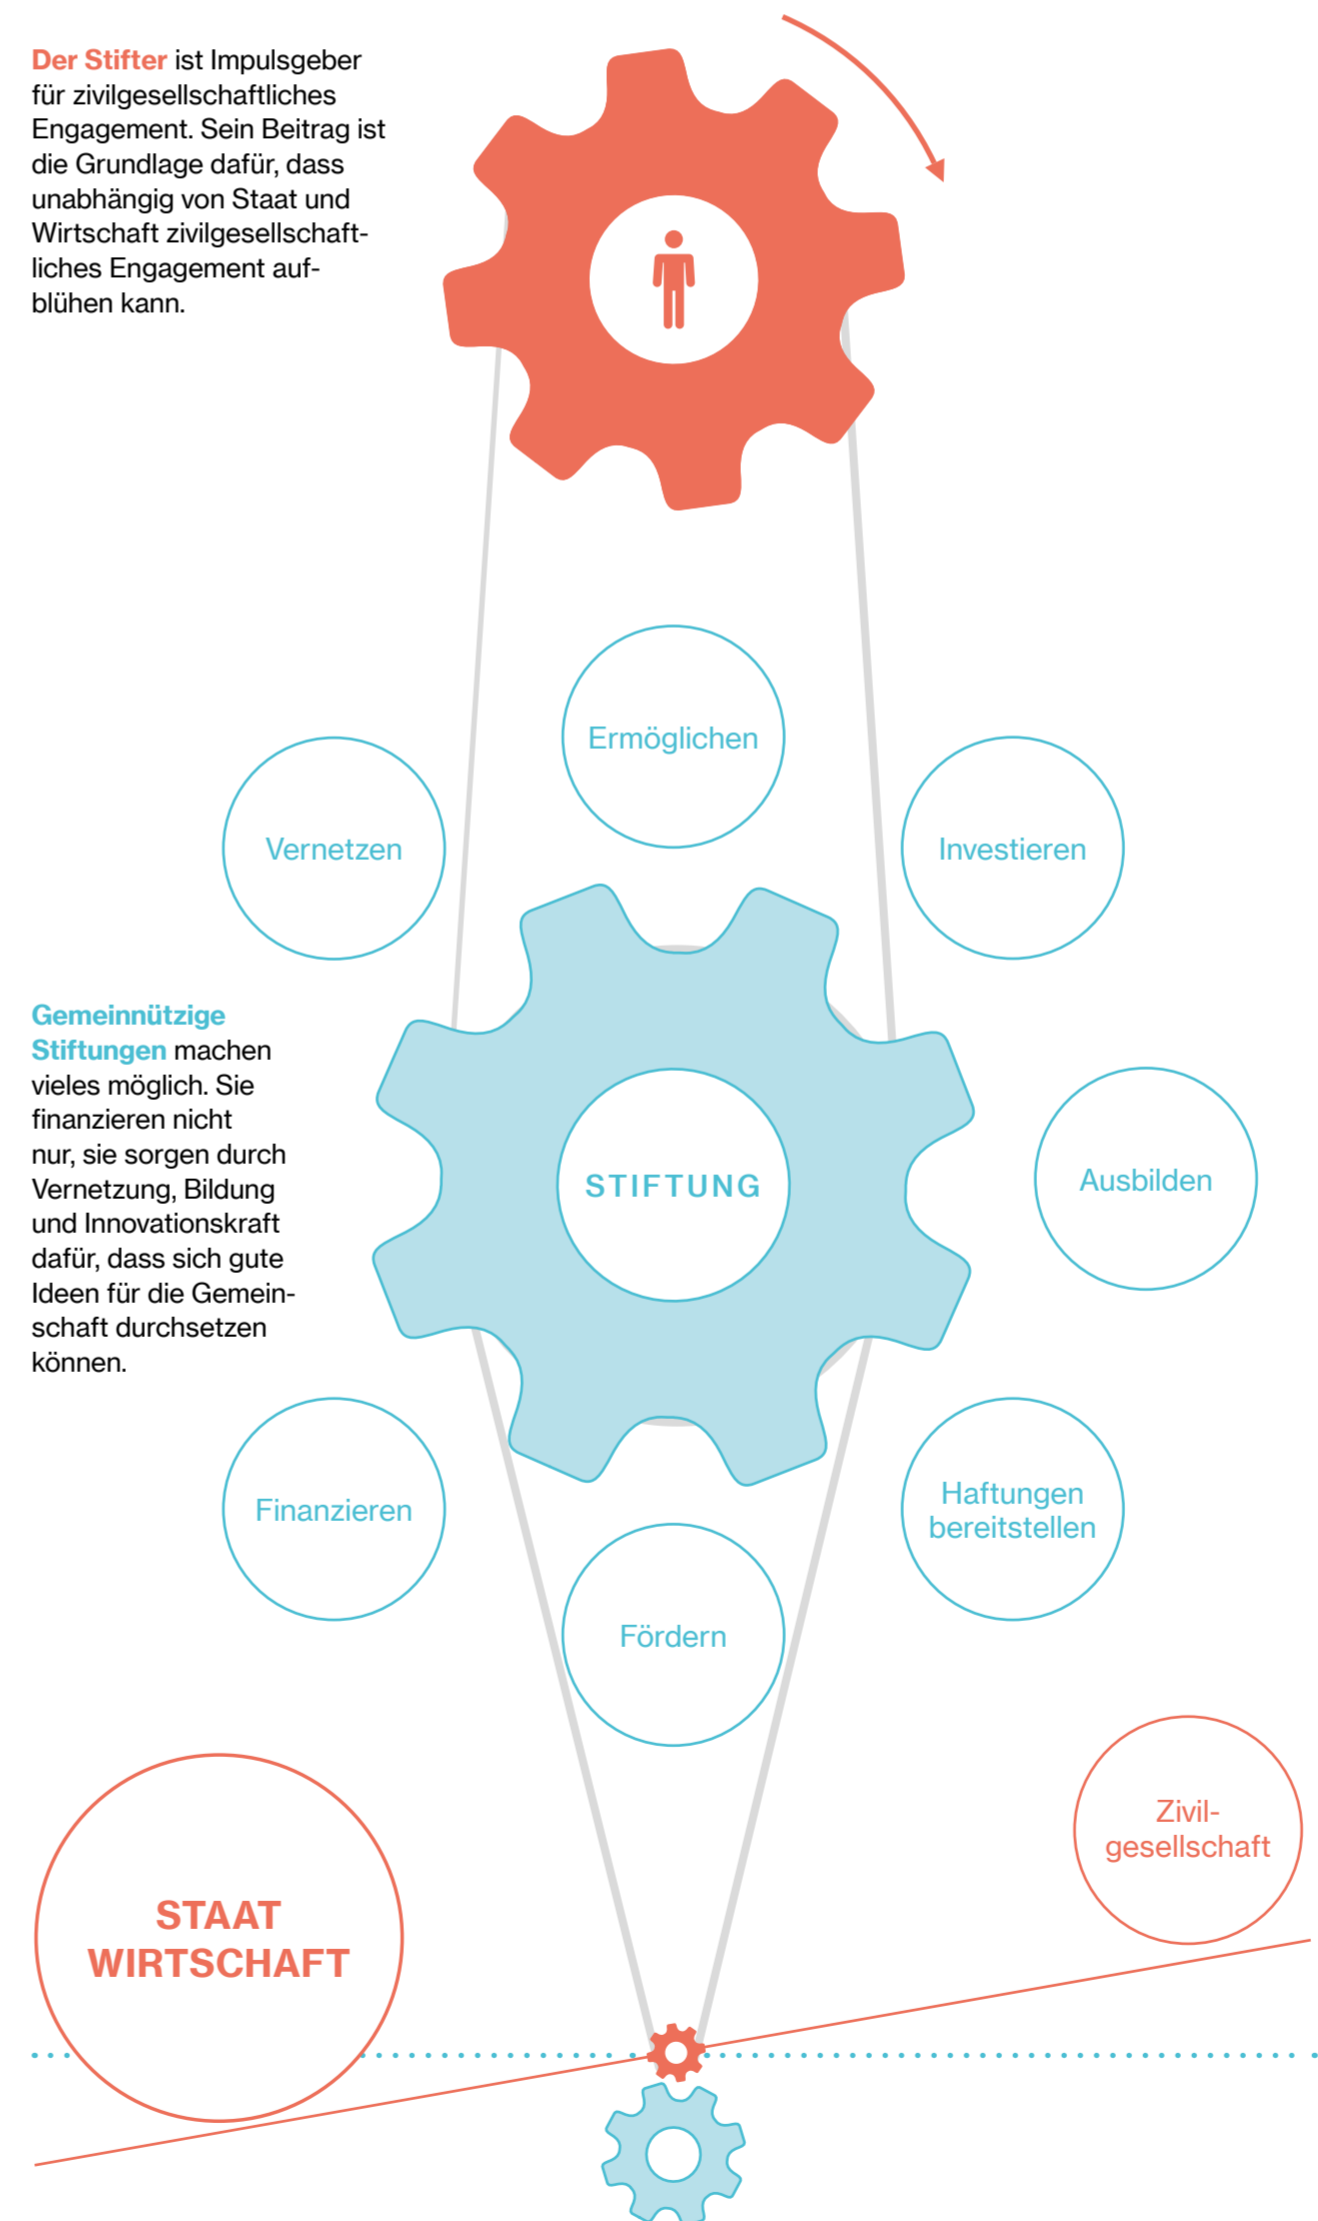 Der Stifter ist Impulsgeber
für zivilgesellschaftliches
Engagement. Sein Beitrag ist
die Grundlage dafür, dass
unabhängig von Staat und
Wirtschaft zivilgesellschaft-
liches Engagement auf-
blühen kann.
Ermöglichen
Vernetzen
Investieren
Gemeinnützige
Stiftungen machen
vieles möglich. Sie
finanzieren nicht
nur, sie sorgen durch
Vernetzung, Bildung
und Innovationskraft
dafür, dass sich gute
Ideen für die Gemein-
schaft durchsetzen
können.
STIFTUNG
Ausbilden
Finanzieren
Haftungen
bereitstellen
Fördern
Zivil-
gesellschaft
STAAT
WIRTSCHAFT